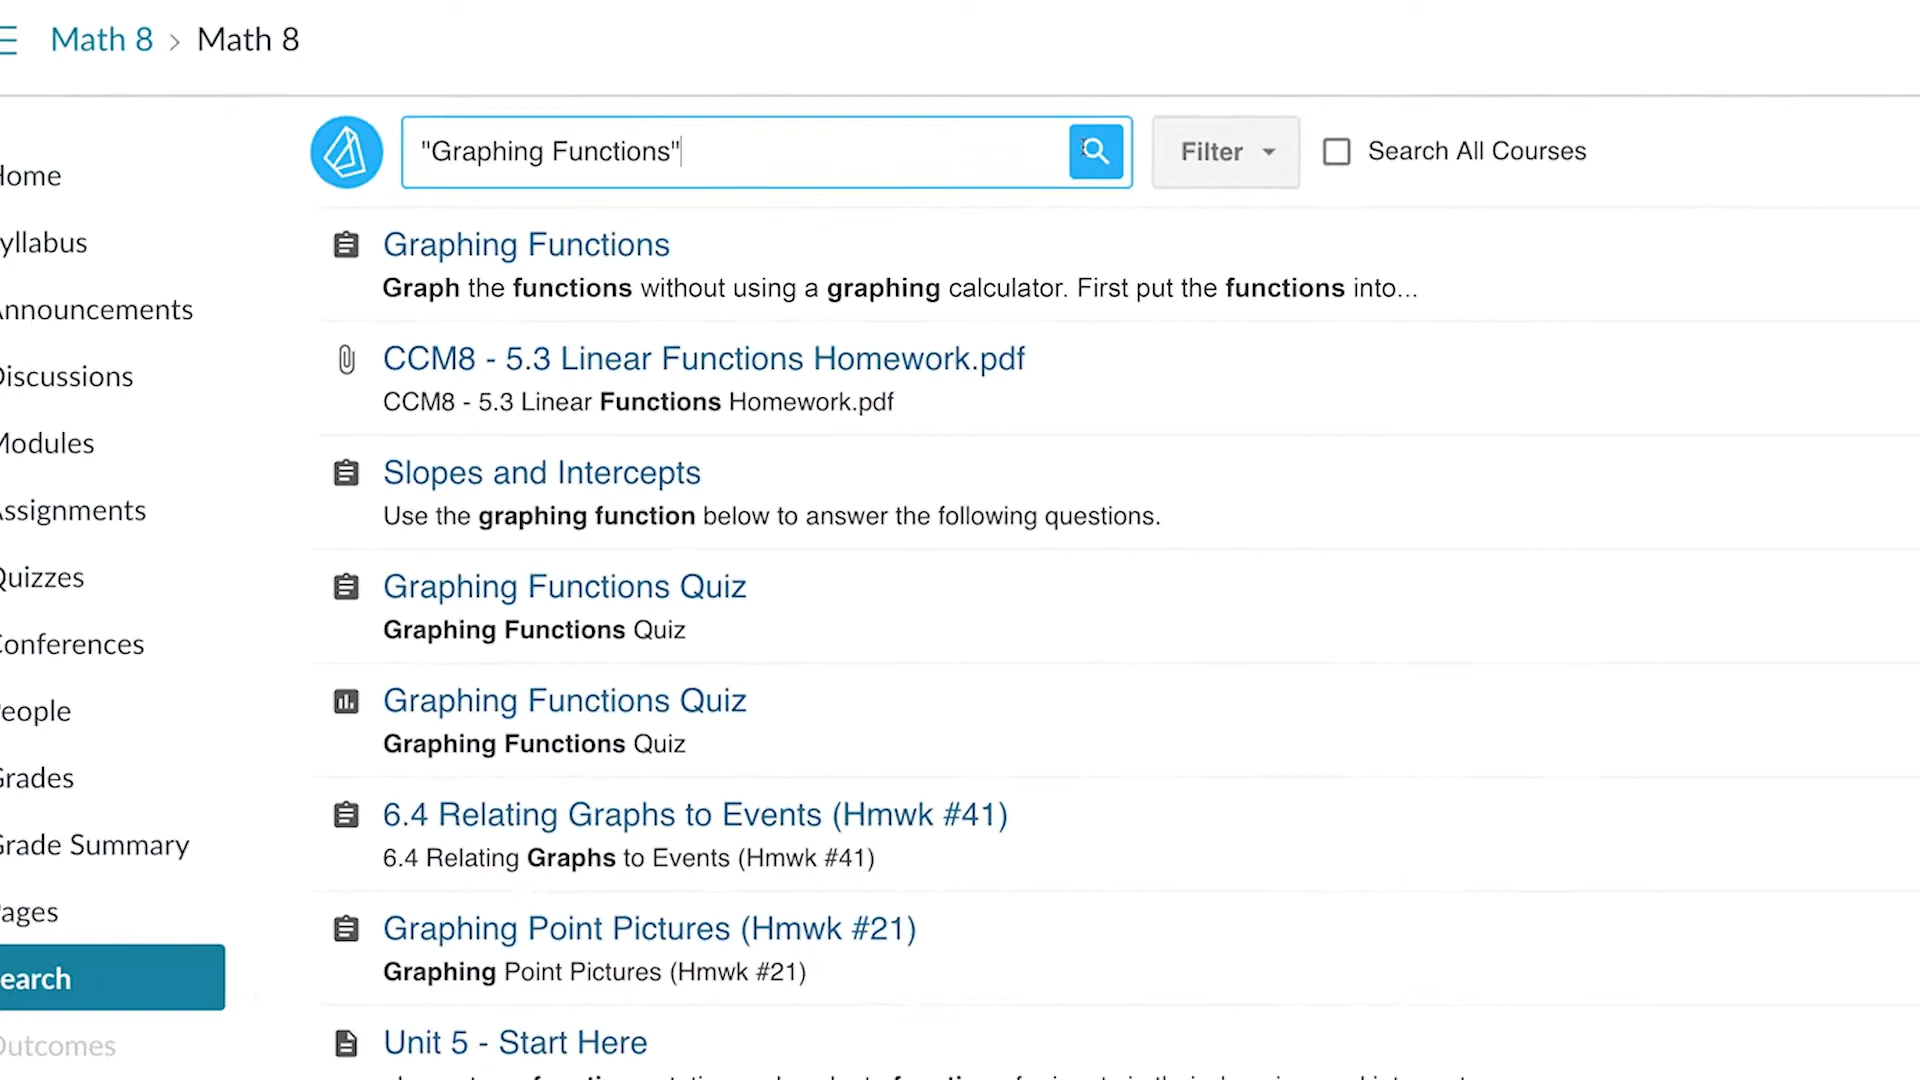 Math 8 > Math 8
"Graphing Functions"
Filter
Search All Courses
ome
yllabus
nnouncements
iscussions
Modules
ssignments
Quizzes
onferences
eople
rades
rade Summary
ages
earch
utcomes
Graphing Functions
Graph the functions without using a graphing calculator. First put the functions into...
CCM8 - 5.3 Linear Functions Homework.pdf
CCM8 - 5.3 Linear Functions Homework.pdf
Slopes and Intercepts
Use the graphing function below to answer the following questions.
Graphing Functions Quiz
Graphing Functions Quiz
Graphing Functions Quiz
Graphing Functions Quiz
6.4 Relating Graphs to Events (Hmwk #41)
6.4 Relating Graphs to Events (Hmwk #41)
Graphing Point Pictures (Hmwk #21)
Graphing Point Pictures (Hmwk #21)
Unit 5 - Start Here